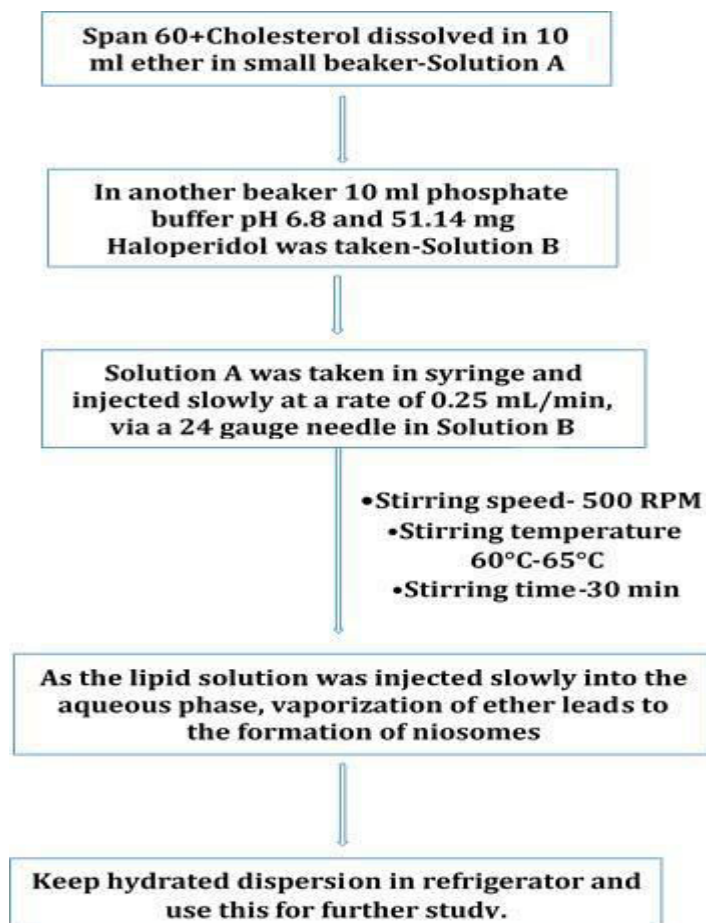 Span 60+Cholesterol dissolved in 10
ml ether in small beaker-Solution A
In another beaker 10 ml phosphate
buffer pH 6.8 and 51.14 mg
Haloperidol was taken-Solution B
Solution A was taken in syringe and
injected slowly at a rate of 0.25 mL/min,
via a 24 gauge needle in Solution B
•Stirring speed- 500 RPM
•Stirring temperature
60°C-65°C
•Stirring time-30 min
As the lipid solution was injected slowly into the
aqueous phase, vaporization of ether leads to
the formation of niosomes
Keep hydrated dispersion in refrigerator and
use this for further study.